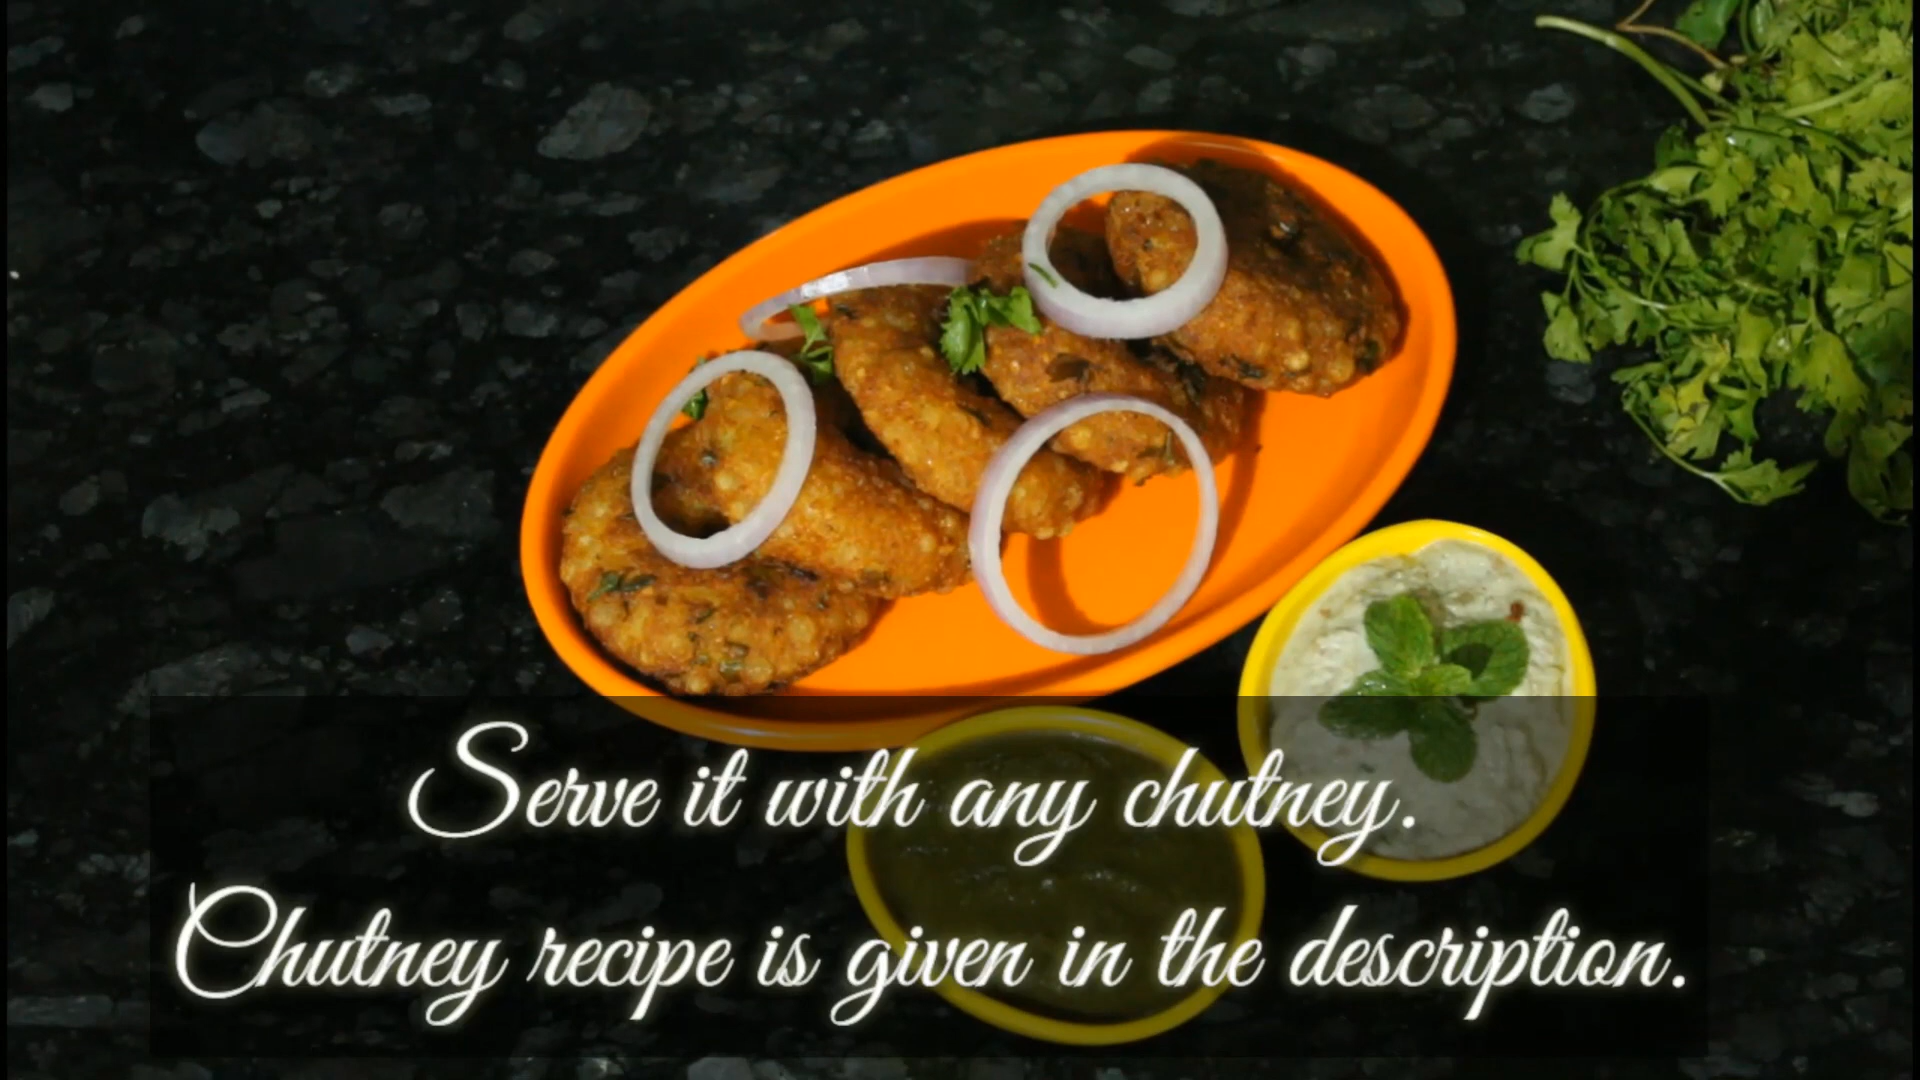 Serve it with any chutney.
Chutney recipe is given in the description.